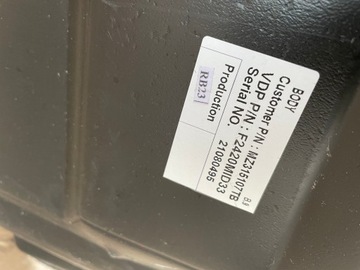 BODY
Customer P/N : MZ315107TB
VDP P/N : F2420MID33
Serial NO. : 21080495
Production
RB23